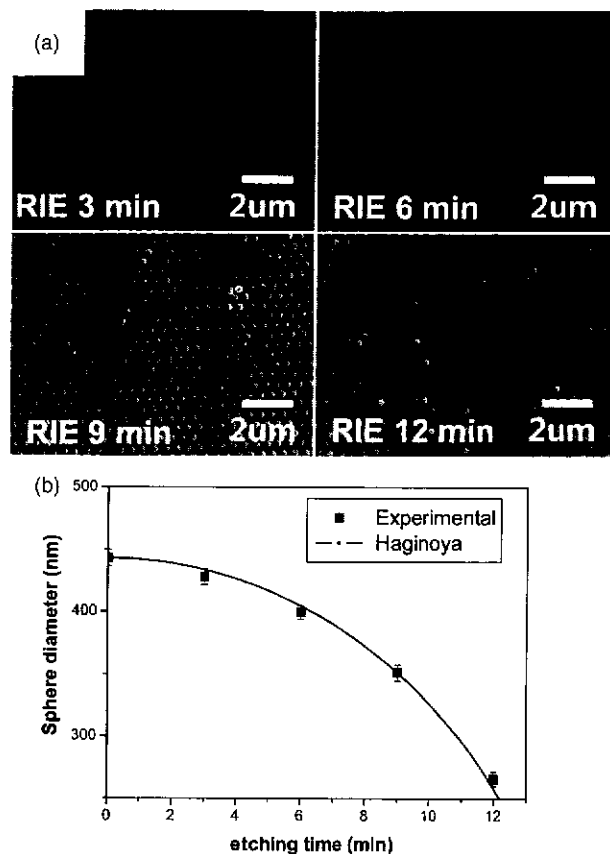 (a)
RIE 3 min 2um
RIE 6 min 2um
RIE 9 min 2um
RIE 12 min 2um
(b)
500
400
300
Sphere diameter (nm)
Experimental
Haginoya
0 2 4 6 8 10 12
etching time (min)